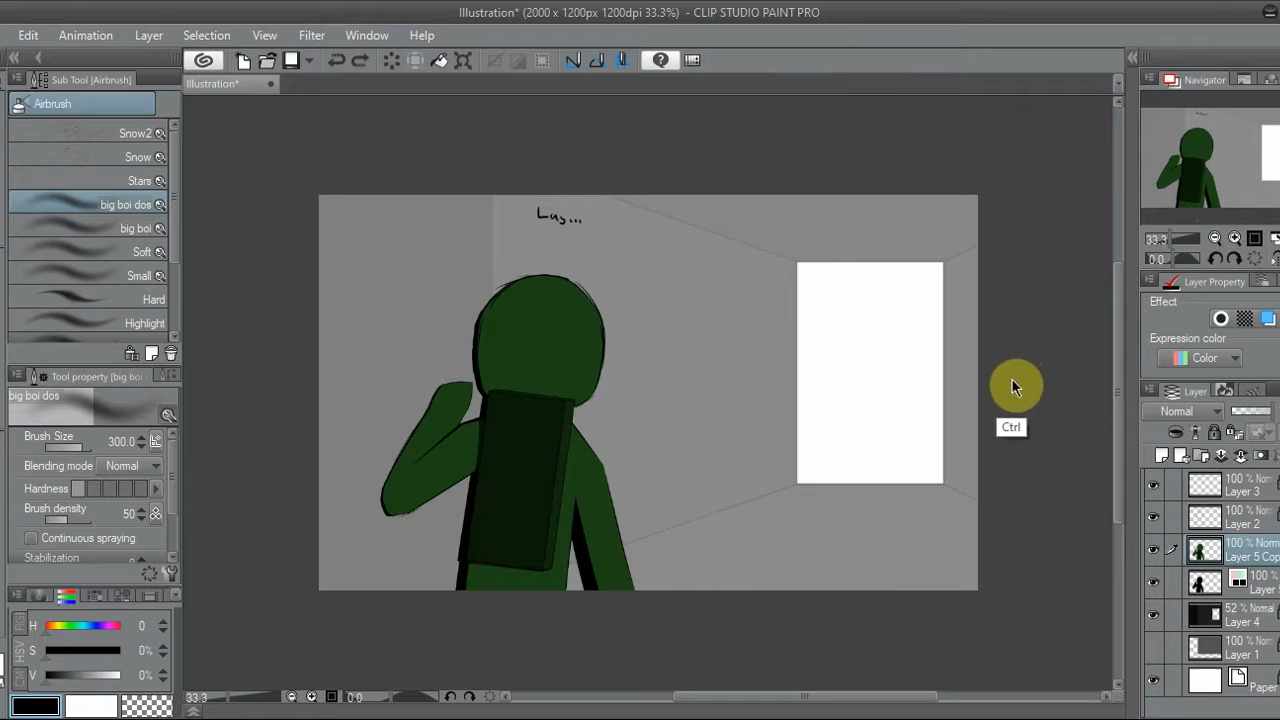 Illustration* (2000 x 1200px 1200dpi 33.3%) - CLIP STUDIO PAINT PRO
Edit Animation Layer Selection View Filter Window Help
Sub Tool [Airbrush]
Illustration*
Navigator
Airbrush
Snow2
Snow
Stars
big boi dos
big boi
Soft
Small
Hard
Highlight
Lag...
33.3
0.0
Layer Property
Effect
Expression color
Color
Tool property [big boi
big boi dos
Brush Size 300.0
Blending mode Normal
Hardness
Brush density 50
Continuous spraying
Stabilization
Ctrl
Layer
Normal
100 %
Layer 3
100 % Normal
Layer 2
100 % Norm
Layer 5 Cop
100 %
Layer
52 % Normal
Layer 4
100 % Norm
Layer 1
Paper
H 0
S 0%
V 0%
RGB
HSV
33.3
0.0